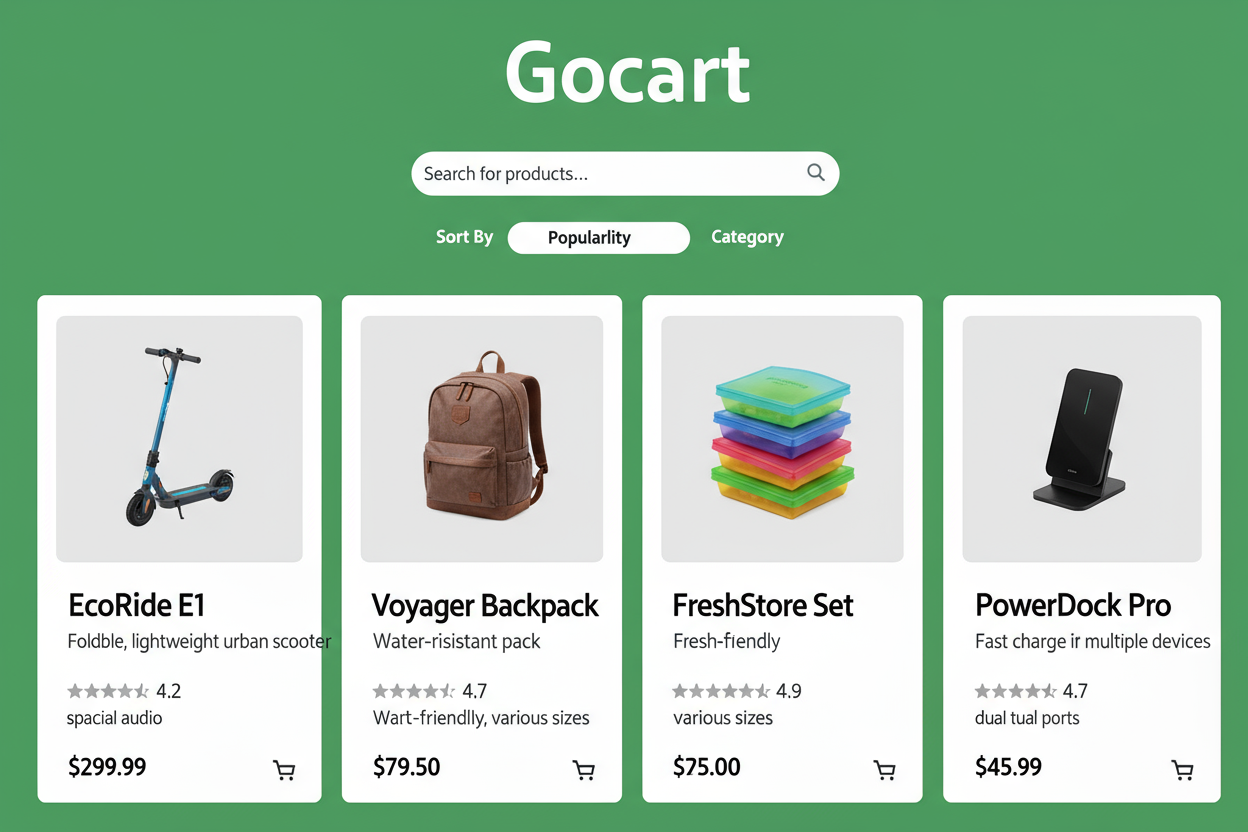 Gocart
Search for products...
Sort By Popularlity Category
EcoRide E1
Foldble, lightweight urban scooter
4.2
spacial audio
$299.99
Voyager Backpack
Water-risistant pack
4.7
Wart-friendlly, various sizes
$79.50
FreshStore Set
Fresh-fiendly
4.9
various sizes
$75.00
PowerDock Pro
Fast charge ir multiple devices
4.7
dual tual ports
$45.99